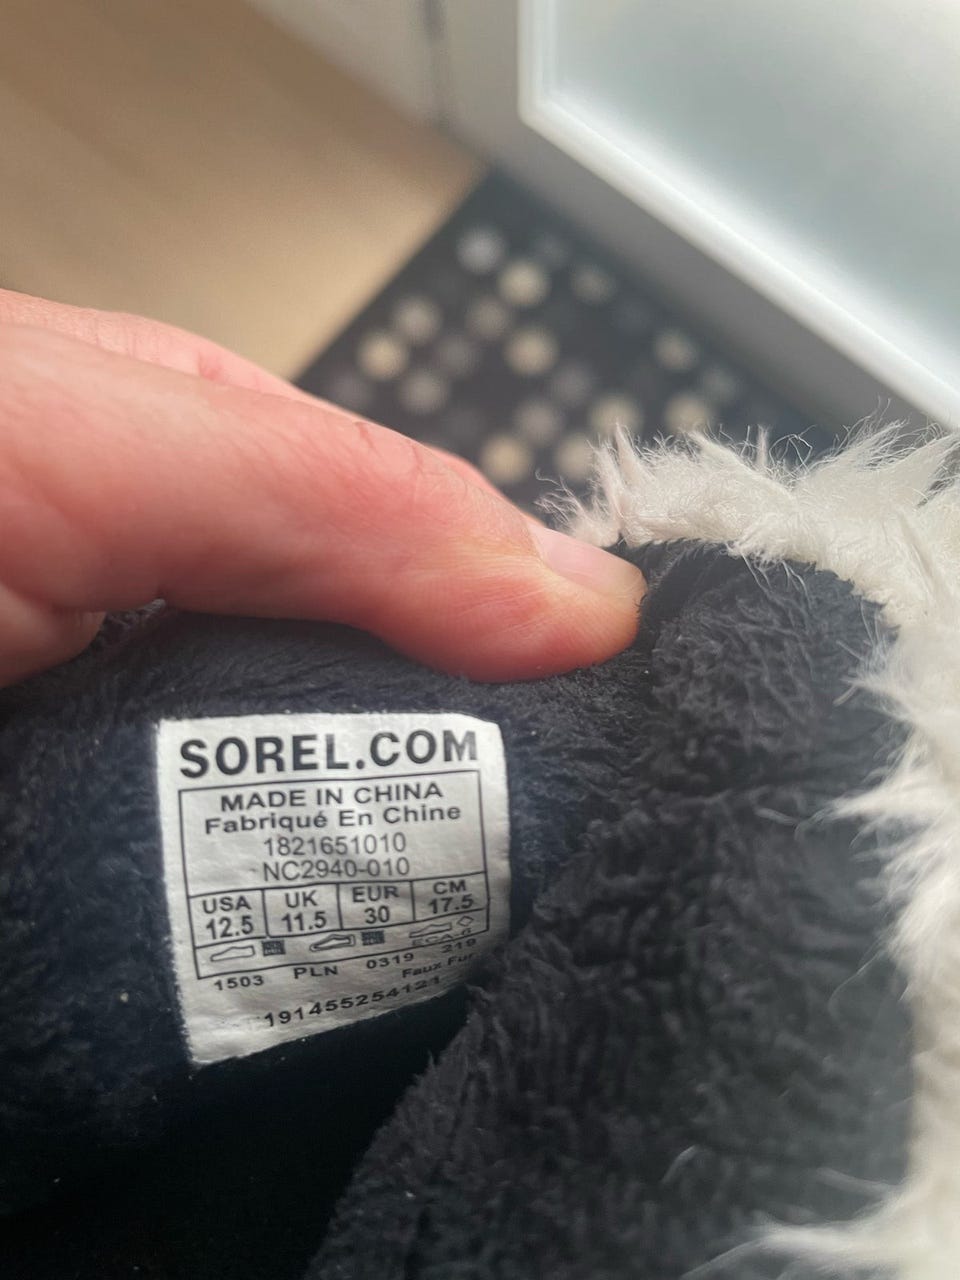 SOREL.COM
MADE IN CHINA
Fabriqué En Chine
1821651010
NC2940-010
USA UK EUR CM
12.5 11.5 30 17.5
ECA-G
1503 PLN 0319 219
Faux Fur
191455254121